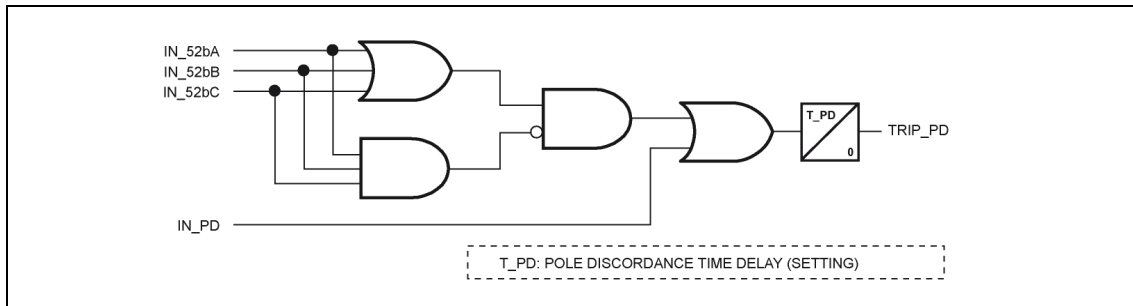 IN_52bA
IN_52bB
IN_52bC
T_PD
0
TRIP_PD
IN_PD
T_PD: POLE DISCORDANCE TIME DELAY (SETTING)